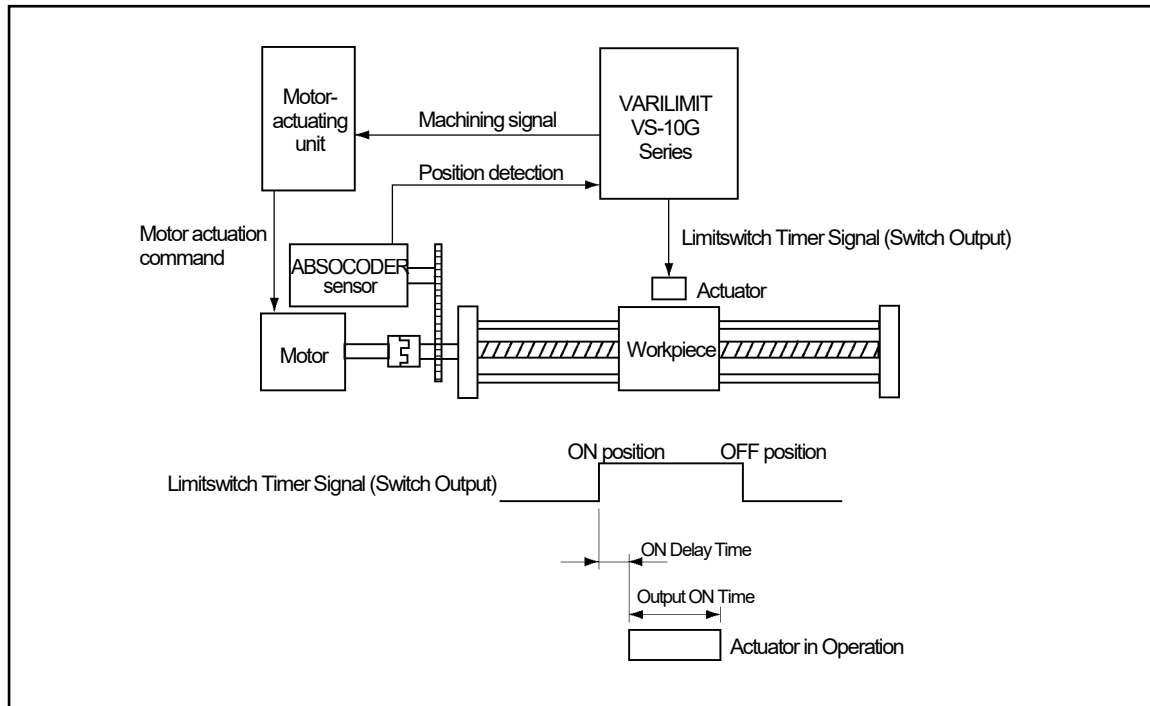 Motor-
actuating
unit
VARILIMIT
VS-10G
Series
Machining signal
Position detection
Motor actuation
command
Limitswitch Timer Signal (Switch Output)
ABSOCODER
sensor
Actuator
Motor
Workpiece
ON position
OFF position
Limitswitch Timer Signal (Switch Output)
ON Delay Time
Output ON Time
Actuator in Operation